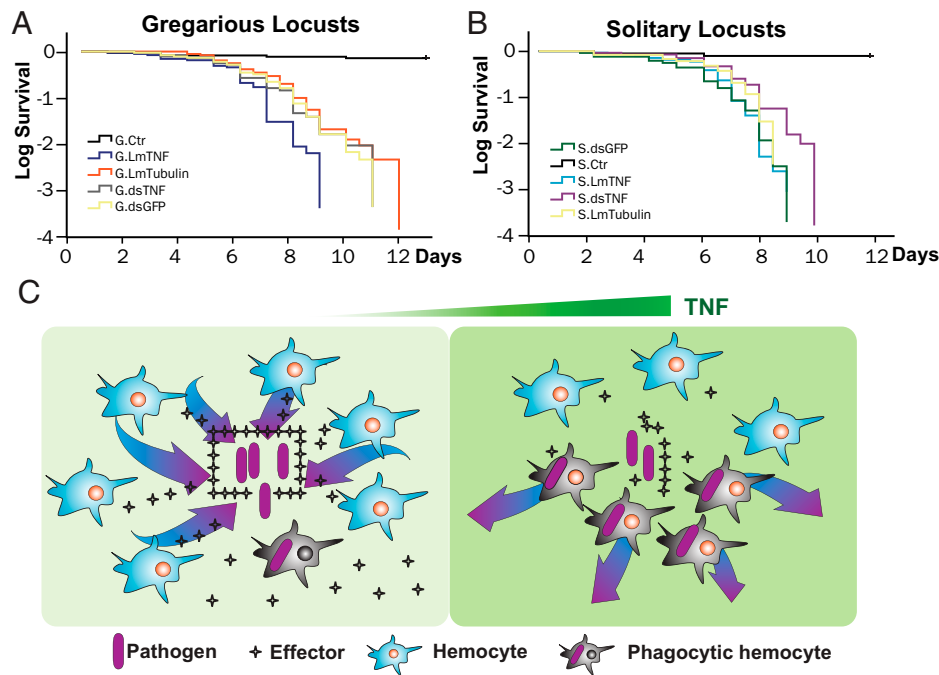 A
Gregarious Locusts
Log Survival
0
-1
-2
-3
-4
G.Ctr
G.LmTNF
G.LmTubulin
G.dsTNF
G.dsGFP
0 2 4 6 8 10 12 Days
B
Solitary Locusts
Log Survival
0
-1
-2
-3
-4
S.dsGFP
S.Ctr
S.LmTNF
S.dsTNF
S.LmTubulin
0 2 4 6 8 10 12 Days
C
TNF
Pathogen Effector Hemocyte Phagocytic hemocyte